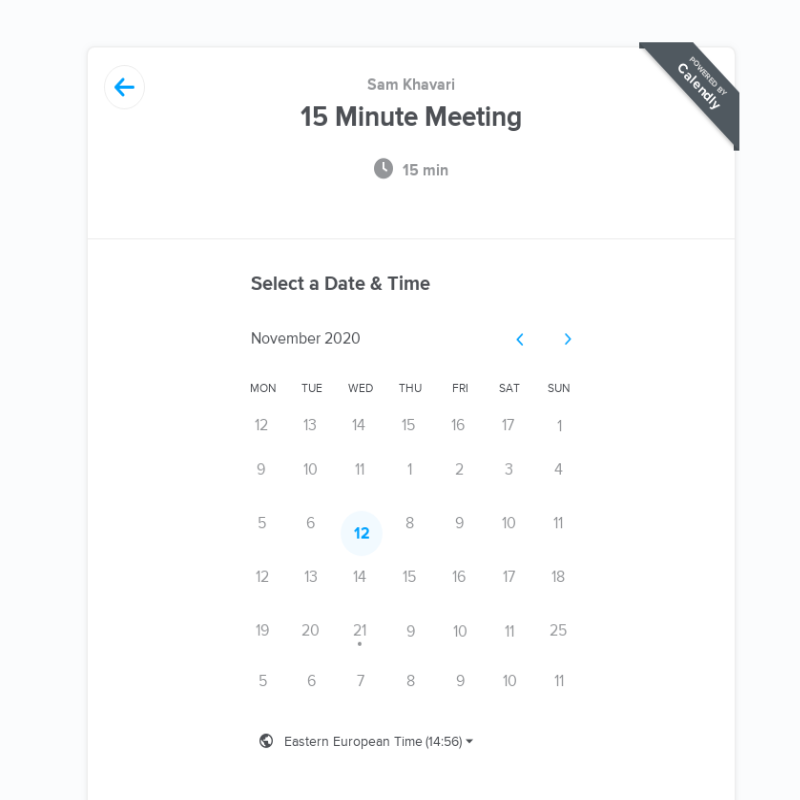 POWERED BY
Calendly
Sam Khavari
15 Minute Meeting
15 min
Select a Date & Time
November 2020
MON TUE WED THU FRI SAT SUN
12 13 14 15 16 17 1
9 10 11 1 2 3 4
5 6 12 8 9 10 11
12 13 14 15 16 17 18
19 20 21 9 10 11 25
5 6 7 8 9 10 11
Eastern European Time (14:56)